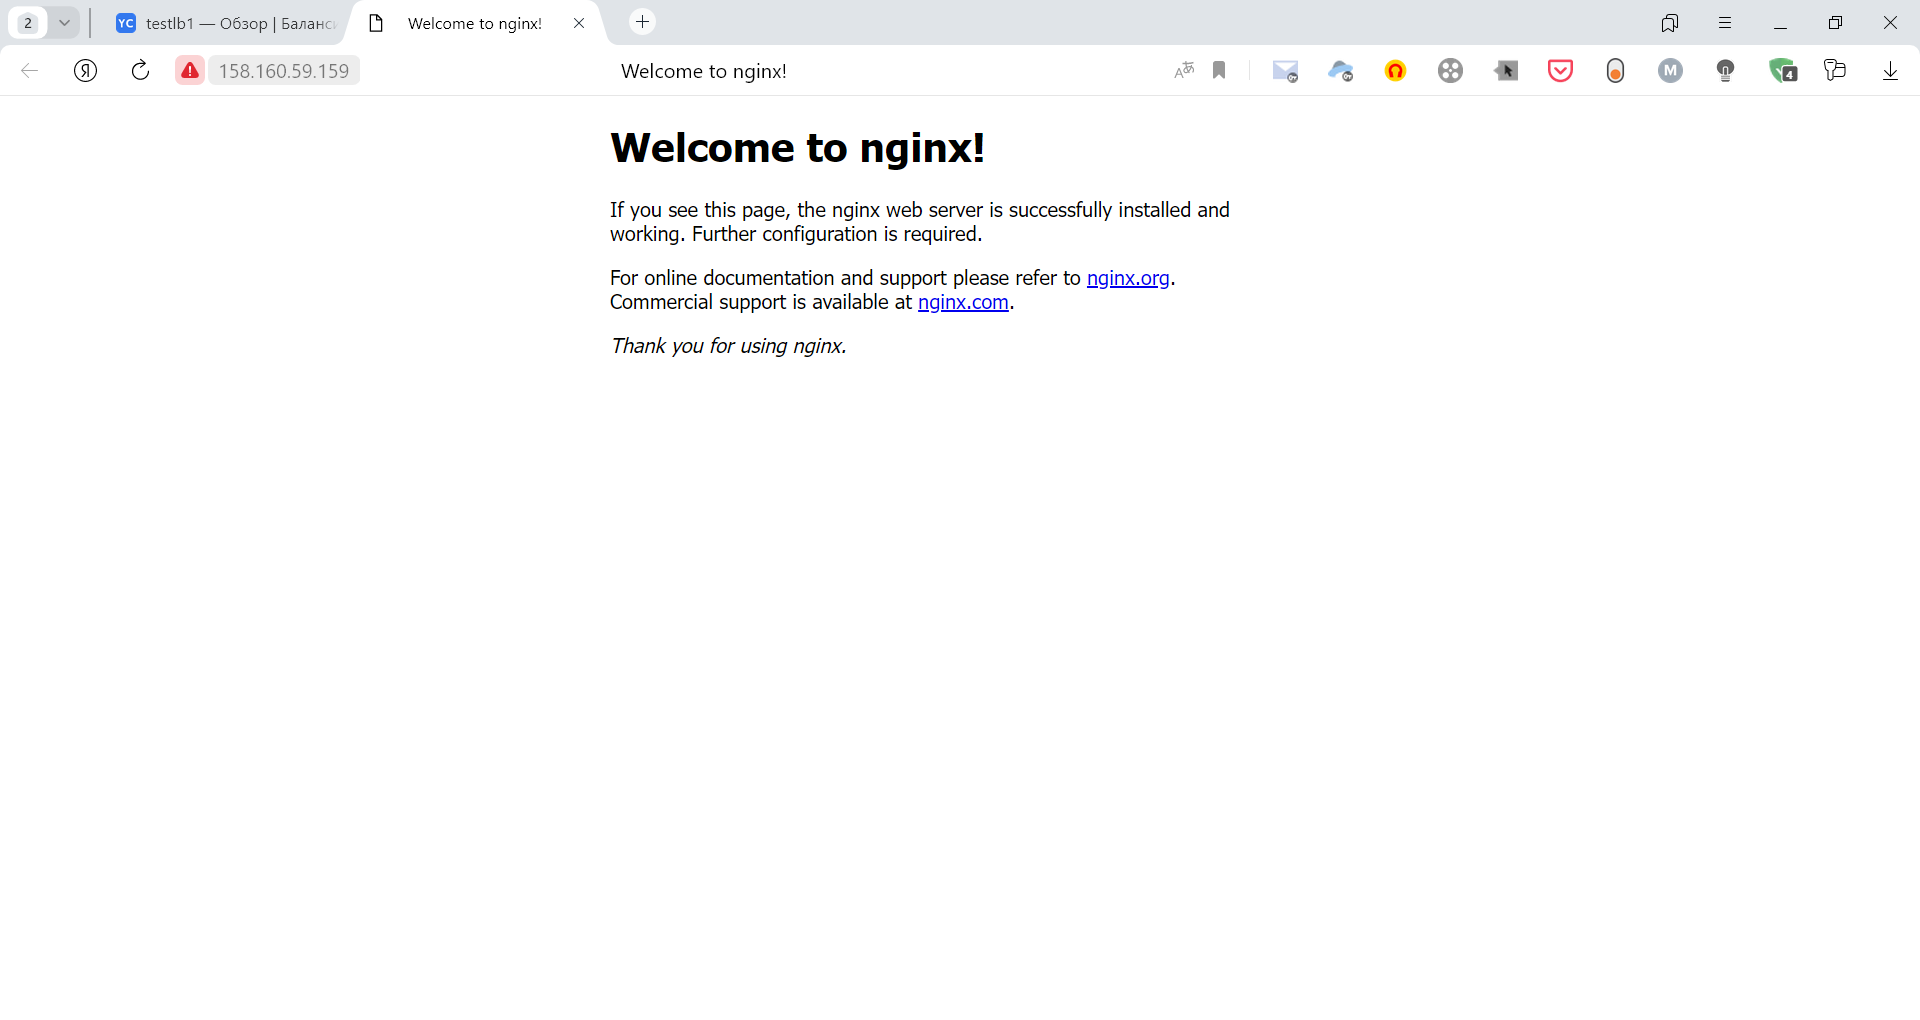 2
YC testlb1 — Обзор | Баланси
Welcome to nginx!
Я 158.160.59.159 Welcome to nginx! M 4
Welcome to nginx!
If you see this page, the nginx web server is successfully installed and
working. Further configuration is required.
For online documentation and support please refer to nginx.org.
Commercial support is available at nginx.com.
Thank you for using nginx.